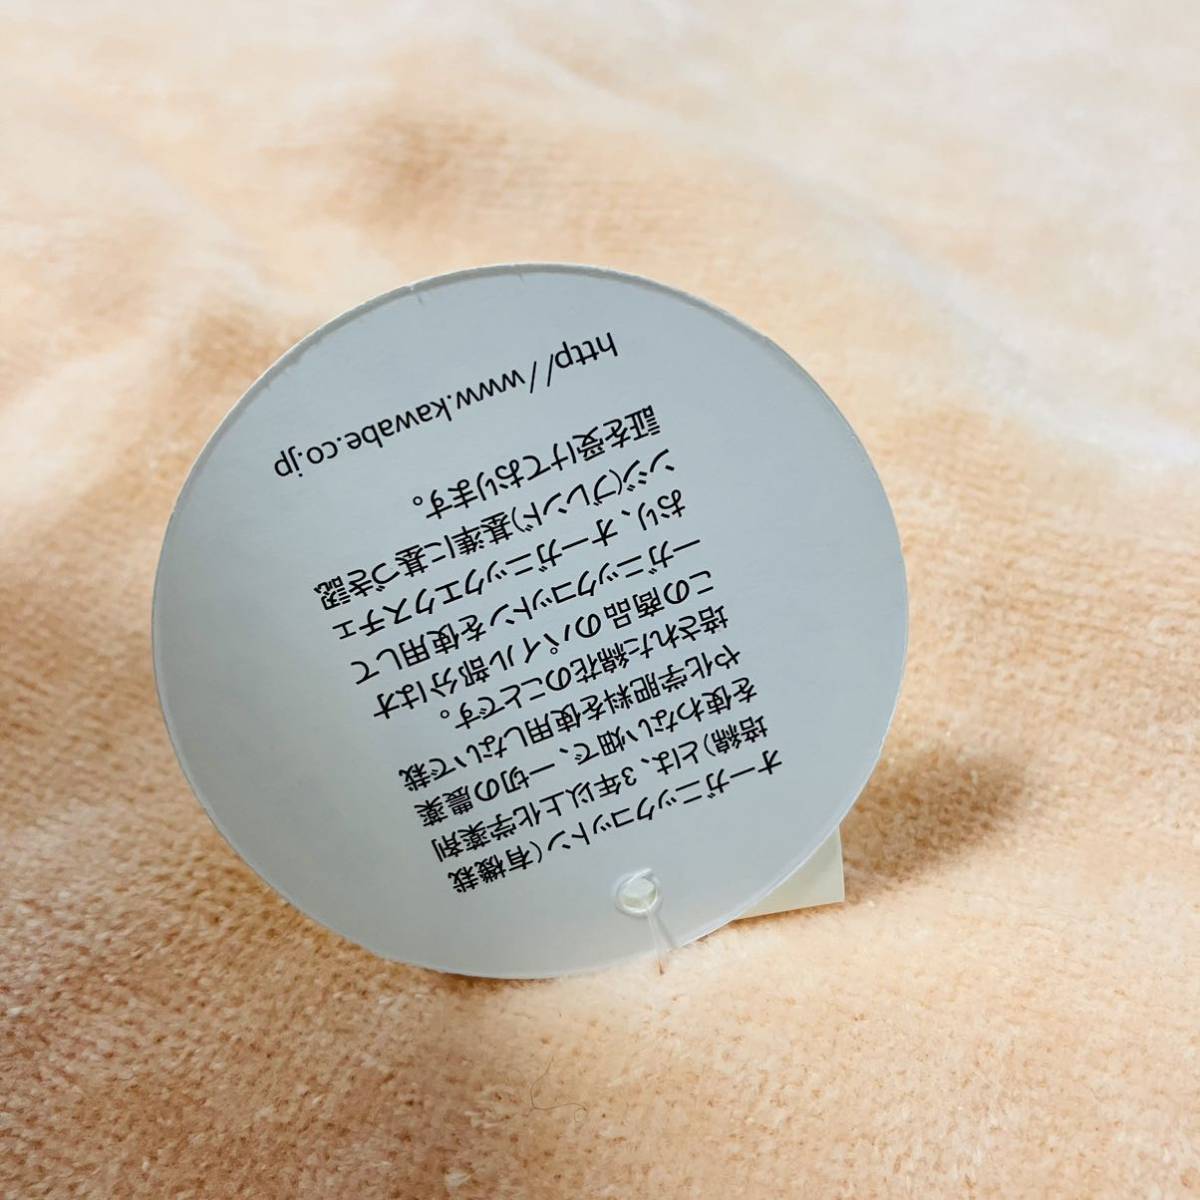 オーガニックコットン(有機栽
培綿)とは、3年以上化学薬剤
を使わない畑で、一切の農薬
や化学肥料を使用しないで栽
培された綿花のことです。
この商品のパイル部分はオ
ーガニックコットンを使用して
おり、オーガニックエクスチェ
ンジ(ブレンド)基準に基づき認
証を受けております。
http//www.kawabe.co.jp